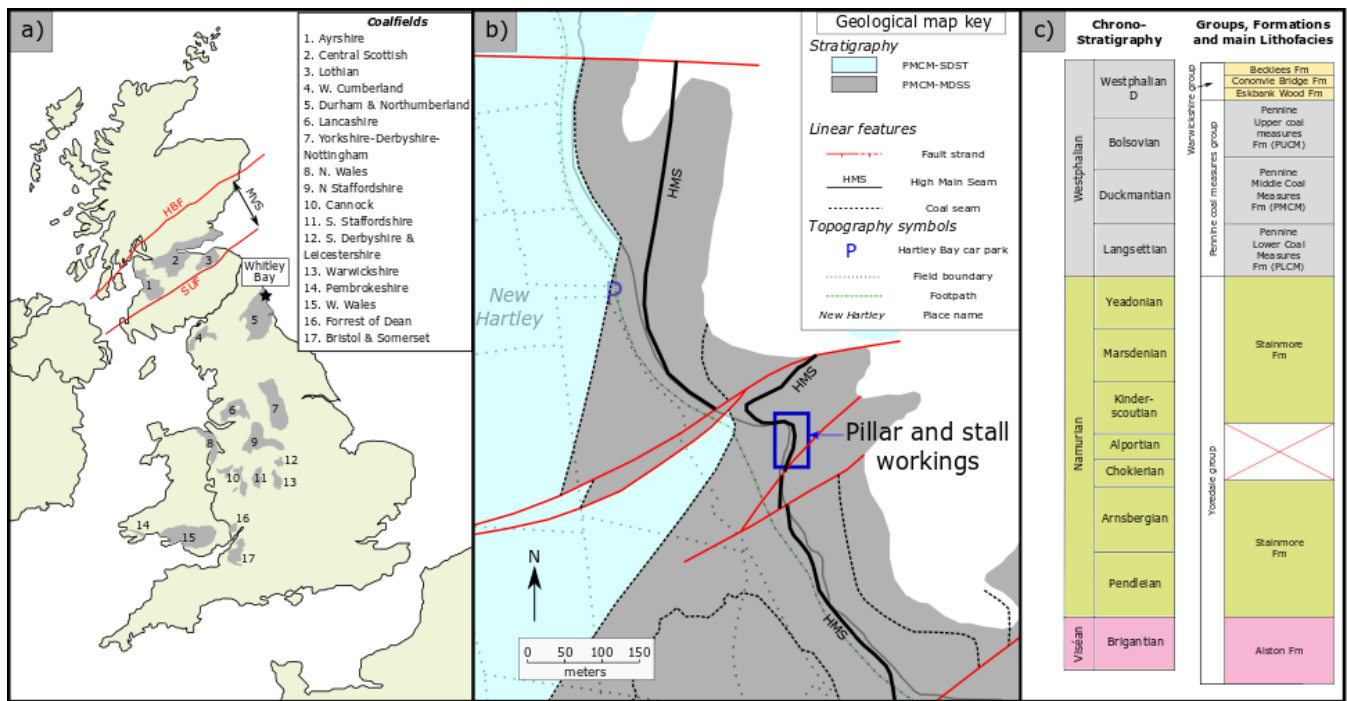 a)
Coalfields
1. Ayrshire
2. Central Scottish
3. Lothian
4. W. Cumberland
5. Durham & Northumberland
6. Lancashire
7. Yorkshire-Derbyshire-
Nottingham
8. N. Wales
9. N Staffordshire
10. Cannock
11. S. Staffordshire
12. S. Derbyshire &
Leicestershire
13. Warwickshire
14. Pembrokeshire
15. W. Wales
16. Forrest of Dean
17. Bristol & Somerset
HBF
MVS
SUF
Whitley
Bay
1
2
3
4
5
6
7
8
9
10
11
12
13
14
15
16
17
b)
Geological map key
Stratigraphy
PMCM-SDST
PMCM-MDSS
Linear features
Fault strand
HMS
High Main Seam
Coal seam
Topography symbols
P
Hartley Bay car park
Field boundary
Footpath
New Hartley
Place name
HMS
P
New
Hartley
HMS
Pillar and stall
workings
HMS
N
0 50 100 150
meters
c)
Chrono-
Stratigraphy
Groups, Formations
and main Lithofacies
Westphalian
Westphalian
D
Bolsovian
Duckmantian
Langsettian
Namurian
Yeadonian
Marsdenian
Kinder-
scoutian
Alportian
Chokierian
Arnsbergian
Pendleian
Viséan
Brigantian
Warwickshire group
Becklees Fm
Cononvie Bridge Fm
Eskbank Wood Fm
Pennine coal measures group
Pennine
Upper coal
measures
Fm (PUCM)
Pennine
Middle Coal
Measures
Fm (PMCM)
Pennine
Lower Coal
Measures
Fm (PLCM)
Yoredale group
Stainmore
Fm
Stainmore
Fm
Alston Fm